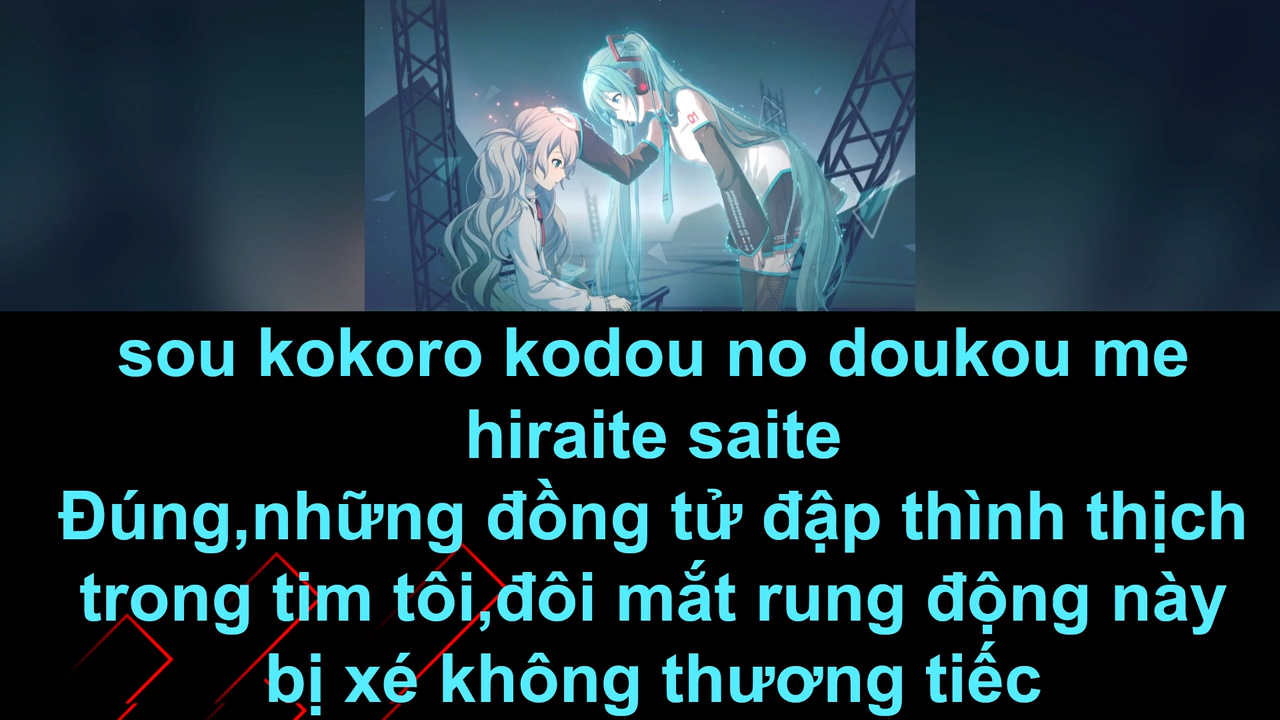 sou kokoro kodou no doukou me
hiraite saite
Đúng,những đồng tử đập thình thịch
trong tim tôi,đôi mắt rung động này
bị xé không thương tiếc
01